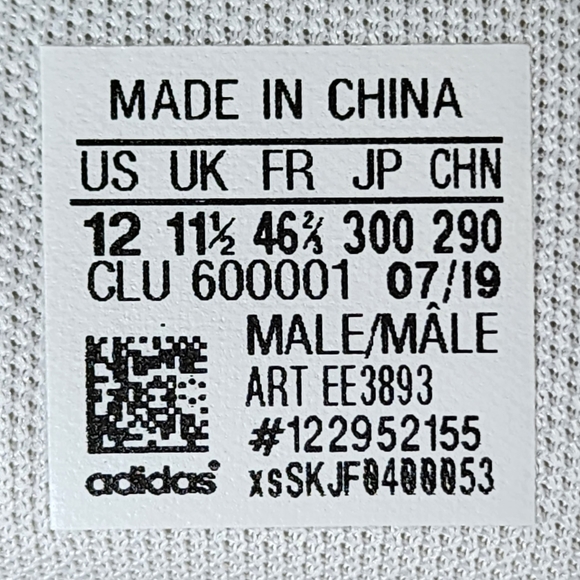 MADE IN CHINA
US UK FR JP CHN
12 11½ 46⅔ 300 290
CLU 600001 07/19
MALE/MÂLE
ART EE3893
#122952155
xsSKJF0400053
adidas®